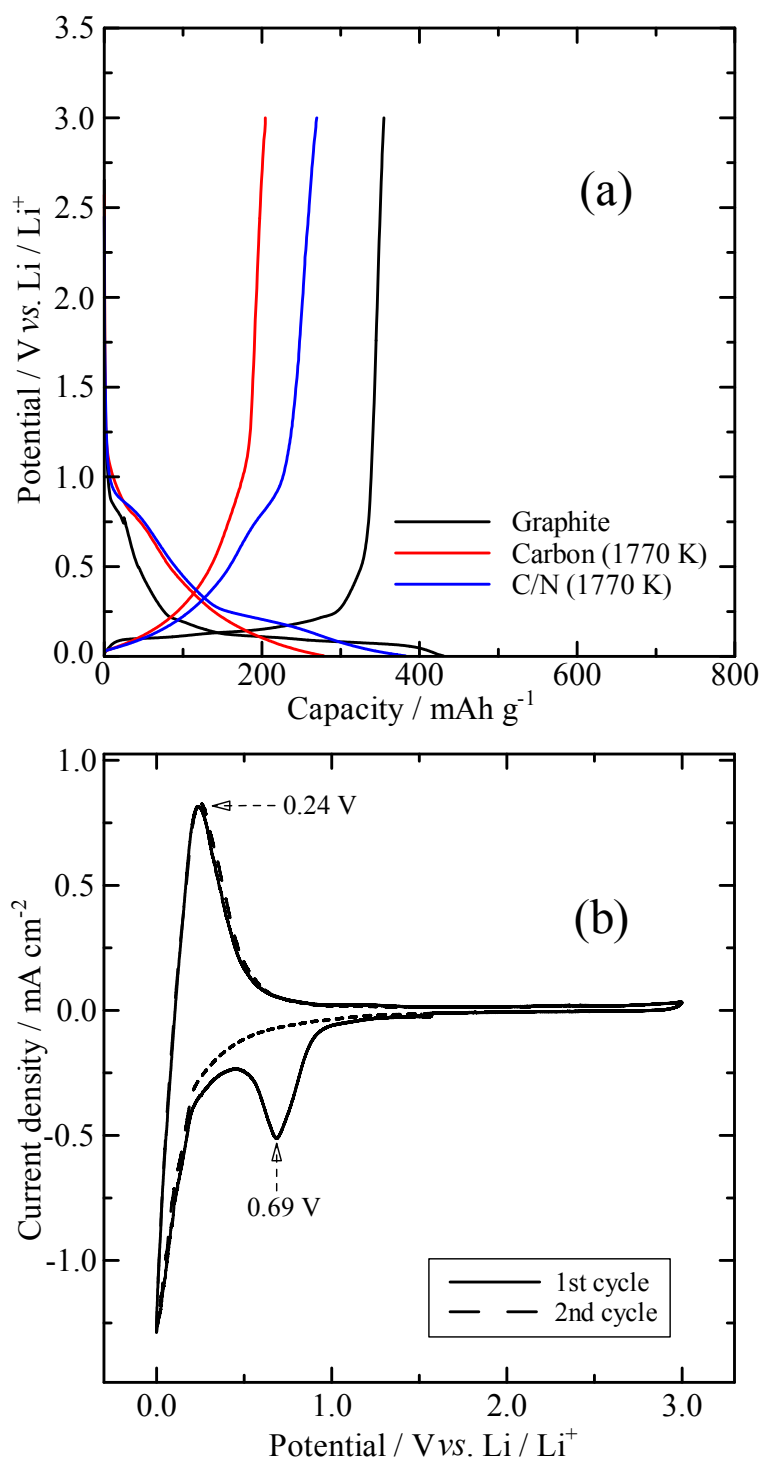 3.5
3.0
2.5
2.0
1.5
1.0
0.5
0.0
Potential / V vs. Li / Li⁺
(a)
Graphite
Carbon (1770 K)
C/N (1770 K)
0 200 400 600 800
Capacity / mAh g⁻¹
1.0
0.5
0.0
-0.5
-1.0
Current density / mA cm⁻²
0.24 V
(b)
0.69 V
1st cycle
2nd cycle
0.0 1.0 2.0 3.0
Potential / V vs. Li / Li⁺